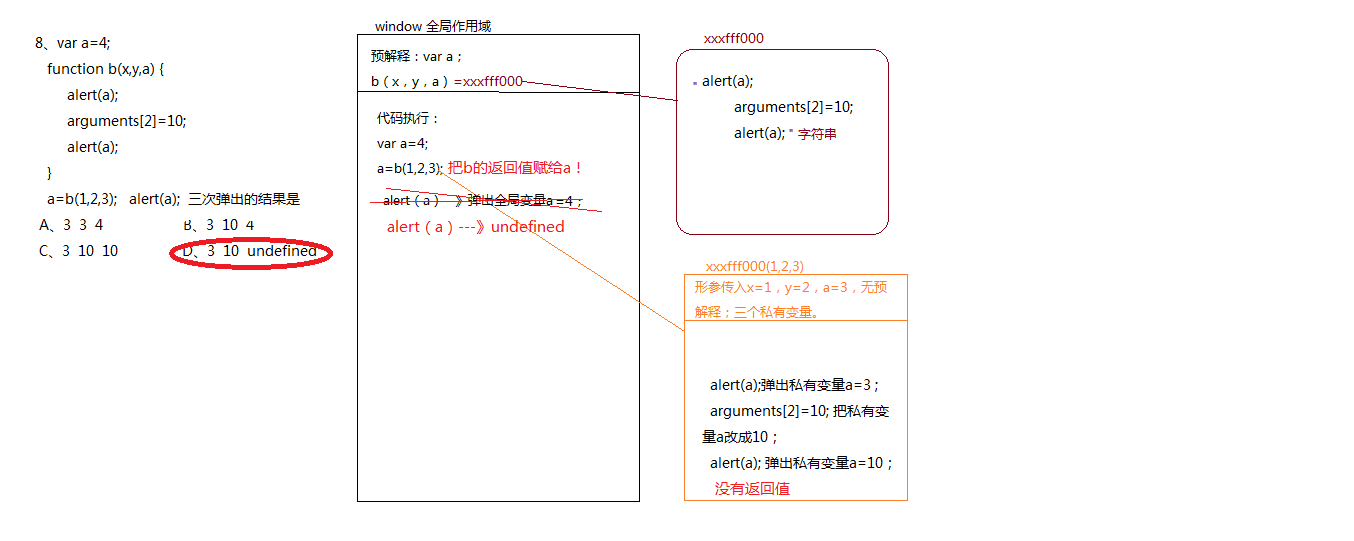 8、var a=4;
function b(x,y,a) {
alert(a);
arguments[2]=10;
alert(a);
}
a=b(1,2,3); alert(a); 三次弹出的结果是
A、3 3 4 B、3 10 4
C、3 10 10 D、3 10 undefined
window 全局作用域
预解释：var a；
b（x，y，a）=xxxfff000
代码执行：
var a=4;
a=b(1,2,3); 把b的返回值赋给a！
alert（a）--》弹出全局变量a=4；
alert（a）---》undefined
xxxfff000
" alert(a);
arguments[2]=10;
alert(a); " 字符串
xxxfff000(1,2,3)
形参传入x=1，y=2，a=3，无预
解释；三个私有变量。
alert(a);弹出私有变量a=3；
arguments[2]=10; 把私有变
量a改成10；
alert(a); 弹出私有变量a=10；
没有返回值